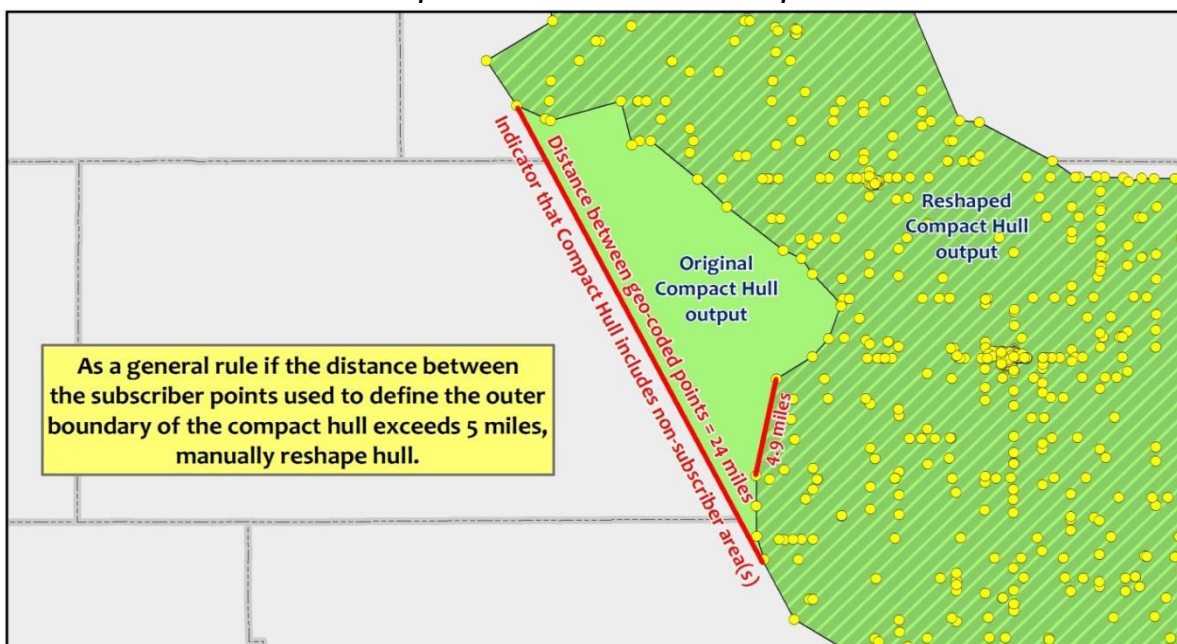 Distance between geo-coded points = 24 miles
Indicator that Compact Hull includes non-subscriber area(s)
Original
Compact Hull
output
Reshaped
Compact Hull
output
4.9 miles
As a general rule if the distance between
the subscriber points used to define the outer
boundary of the compact hull exceeds 5 miles,
manually reshape hull.